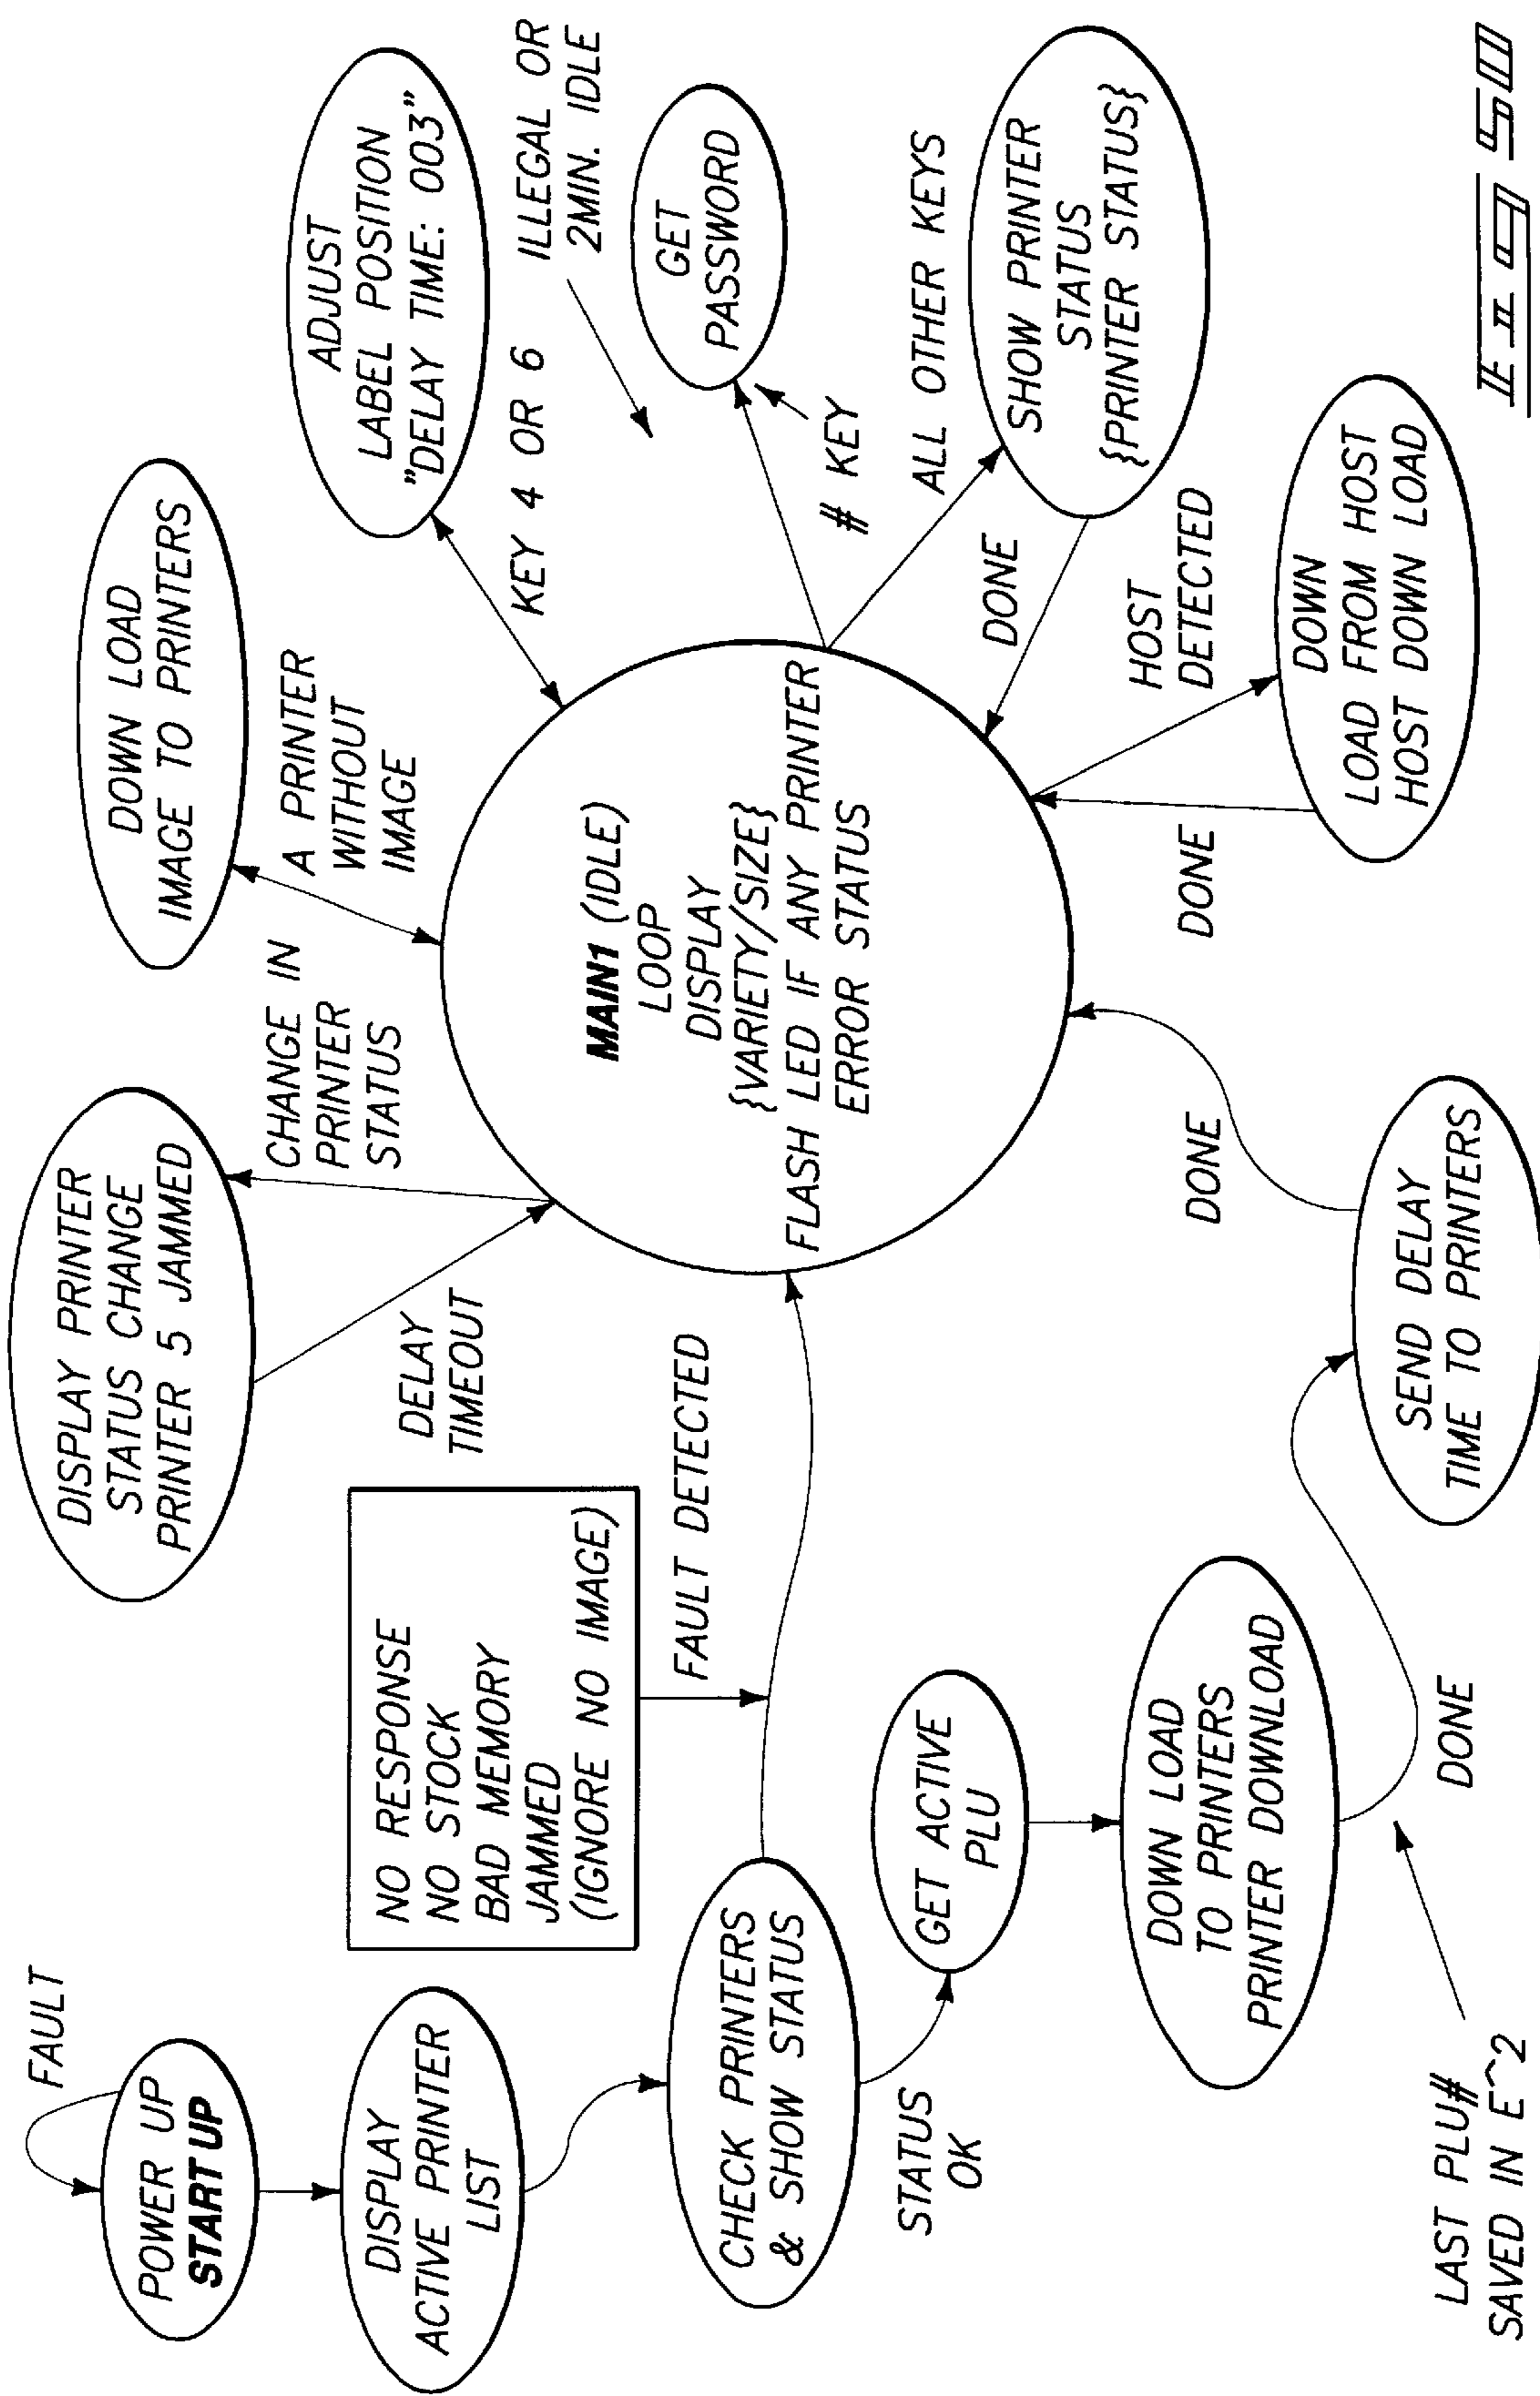 FAULT
POWER UP
START UP
DISPLAY
ACTIVE PRINTER
LIST
CHECK PRINTERS
& SHOW STATUS
STATUS
OK
NO RESPONSE
NO STOCK
BAD MEMORY
JAMMED
(IGNORE NO IMAGE)
FAULT DETECTED
GET ACTIVE
PLU
DOWN LOAD
TO PRINTERS
PRINTER DOWNLOAD
LAST PLU#
SAVED IN E^2
DONE
SEND DELAY
TIME TO PRINTERS
DONE
DISPLAY PRINTER
STATUS CHANGE
PRINTER 5 JAMMED
DELAY
TIMEOUT
CHANGE IN
PRINTER
STATUS
MAIN1 (IDLE)
LOOP
DISPLAY
{VARIETY/SIZE}
FLASH LED IF ANY PRINTER
ERROR STATUS
DOWN LOAD
IMAGE TO PRINTERS
A PRINTER
WITHOUT
IMAGE
ADJUST
LABEL POSITION
"DELAY TIME: 003"
KEY 4 OR 6
ILLEGAL OR
2MIN. IDLE
GET
PASSWORD
# KEY
ALL OTHER KEYS
SHOW PRINTER
STATUS
{PRINTER STATUS}
DONE
HOST
DETECTED
DOWN
LOAD FROM HOST
HOST DOWN LOAD
DONE
FIG 50